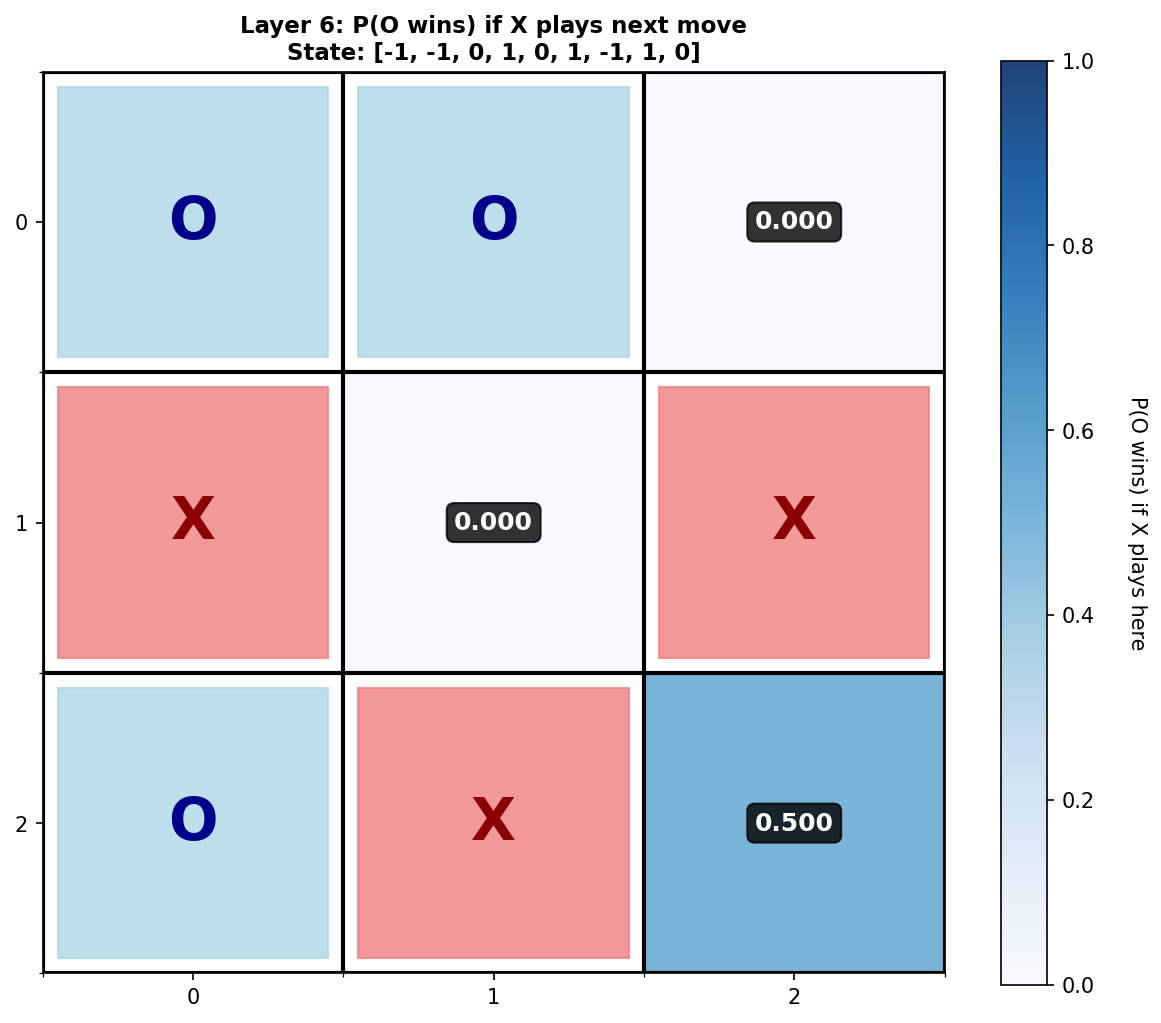 Layer 6: P(O wins) if X plays next move
State: [-1, -1, 0, 1, 0, 1, -1, 1, 0]
0
O
O
0.000
1
X
0.000
X
2
O
X
0.500
0
1
2
1.0
0.8
0.6
0.4
0.2
0.0
P(O wins) if X plays here